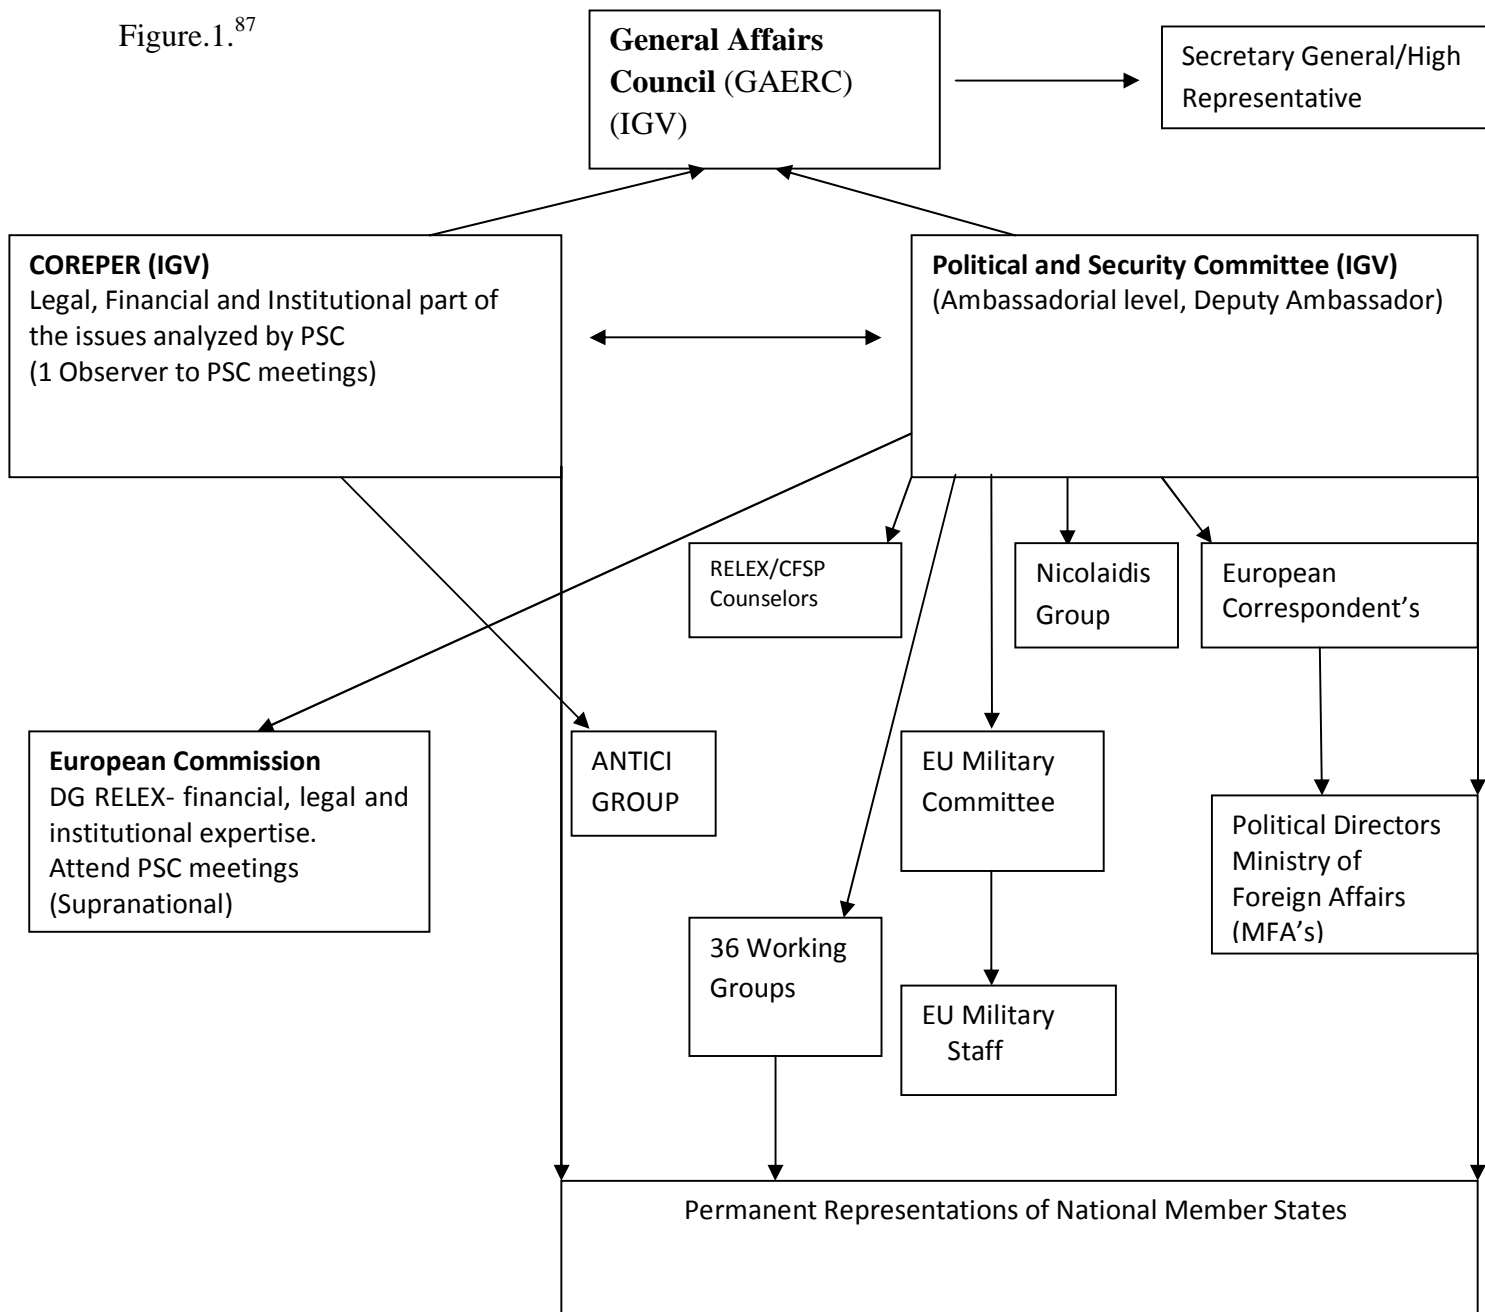 Figure.1.87
General Affairs
Council (GAERC)
(IGV)
Secretary General/High
Representative
COREPER (IGV)
Legal, Financial and Institutional part of
the issues analyzed by PSC
(1 Observer to PSC meetings)
Political and Security Committee (IGV)
(Ambassadorial level, Deputy Ambassador)
RELEX/CFSP
Counselors
Nicolaidis
Group
European
Correspondent’s
European Commission
DG RELEX- financial, legal and
institutional expertise.
Attend PSC meetings
(Supranational)
ANTICI
GROUP
EU Military
Committee
Political Directors
Ministry of
Foreign Affairs
(MFA’s)
36 Working
Groups
EU Military
Staff
Permanent Representations of National Member States